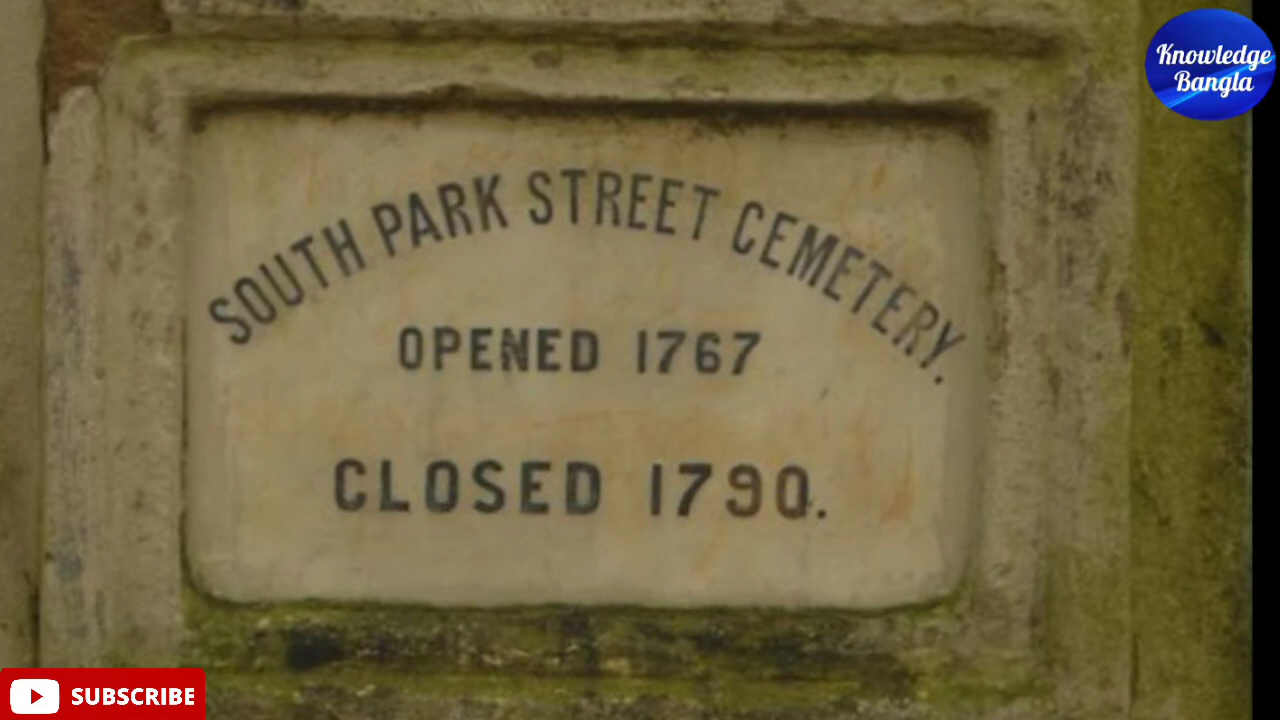 Knowledge
Bangla
SOUTH PARK STREET CEMETERY.
OPENED 1767
CLOSED 1790.
SUBSCRIBE